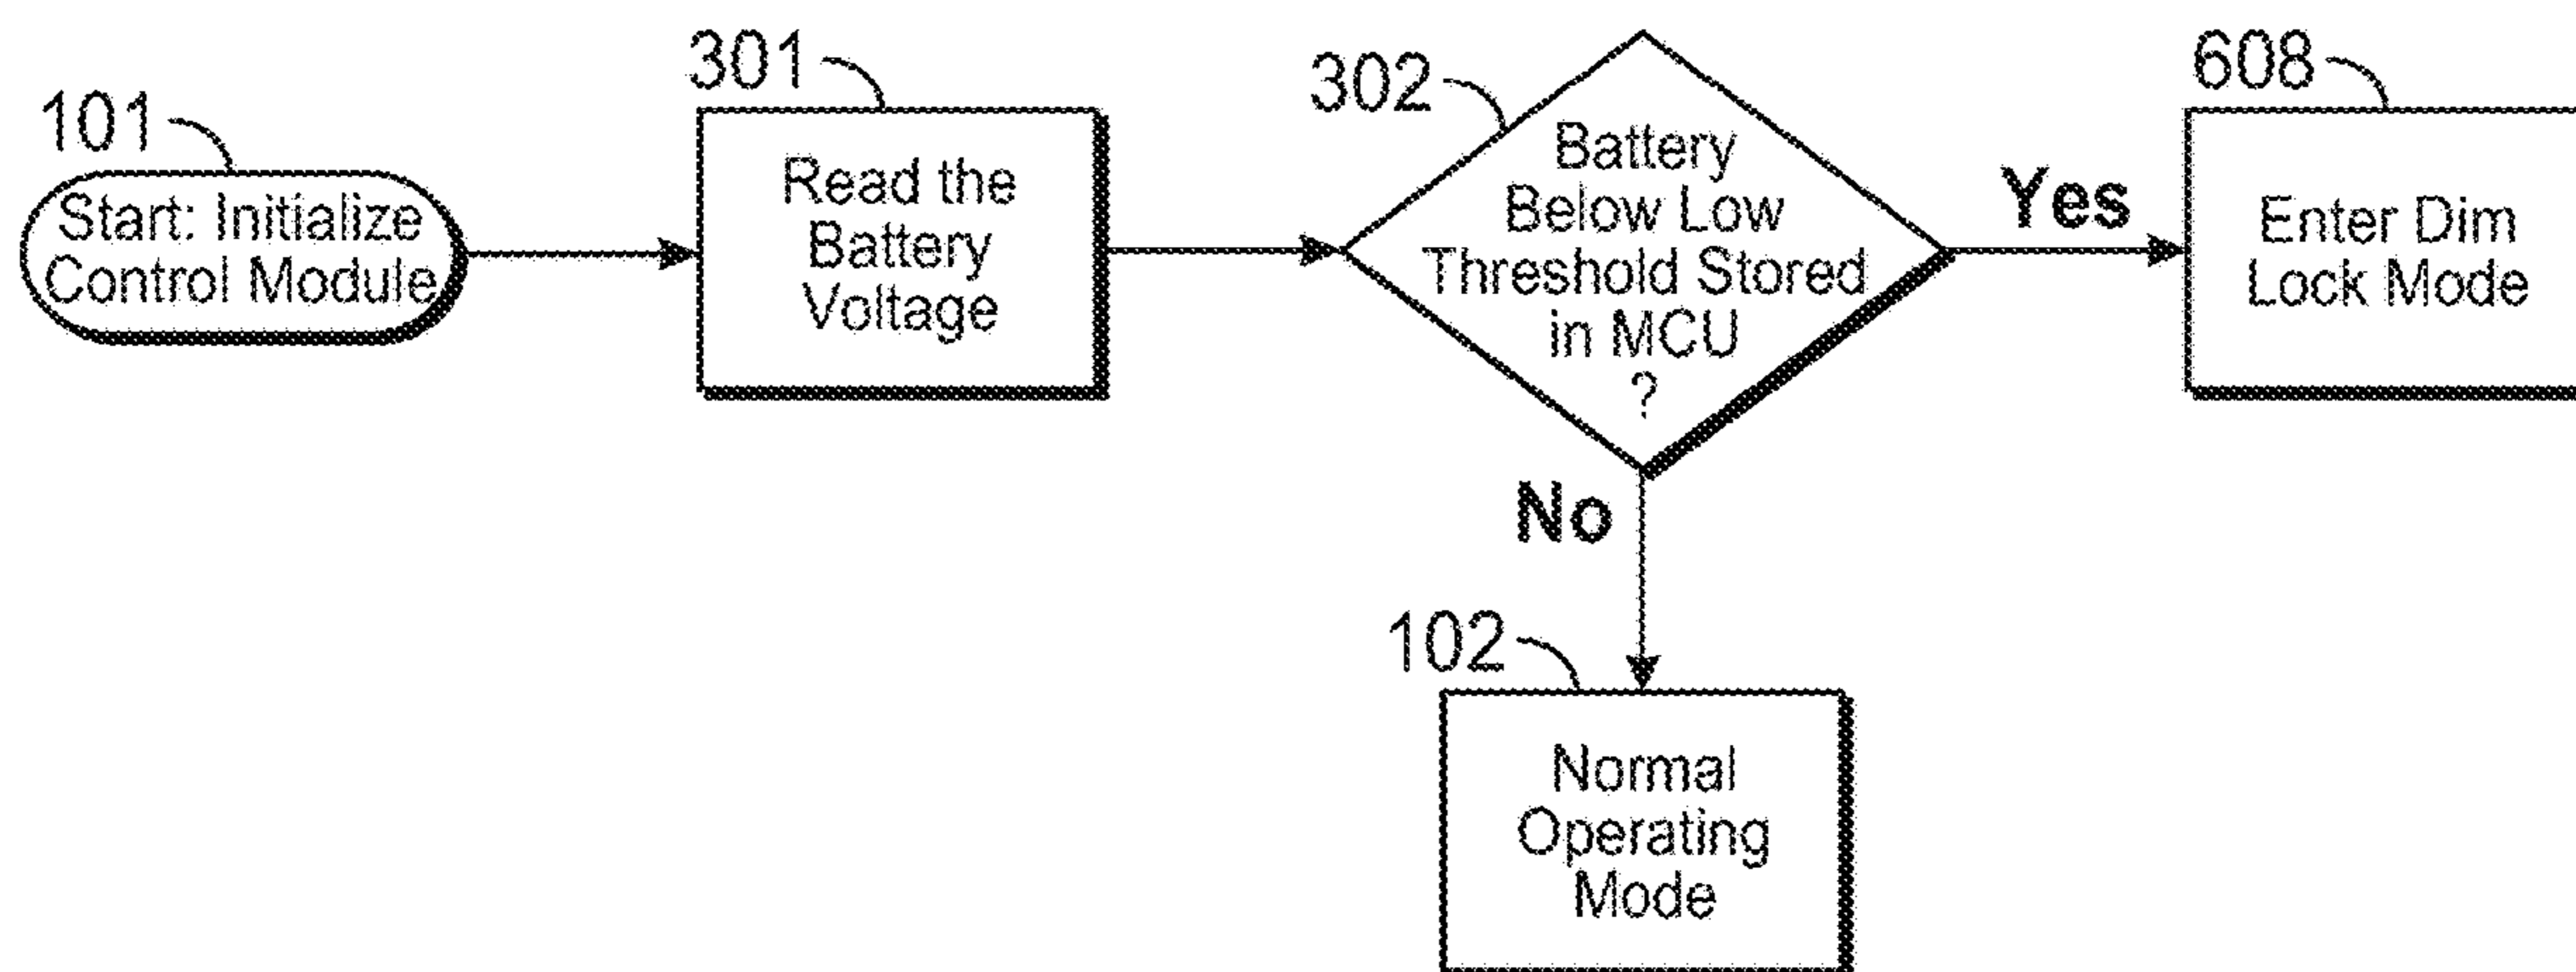 101
Start: Initialize
Control Module
301
Read the
Battery
Voltage
302
Battery
Below Low
Threshold Stored
in MCU
?
Yes
608
Enter Dim
Lock Mode
No
102
Normal
Operating
Mode